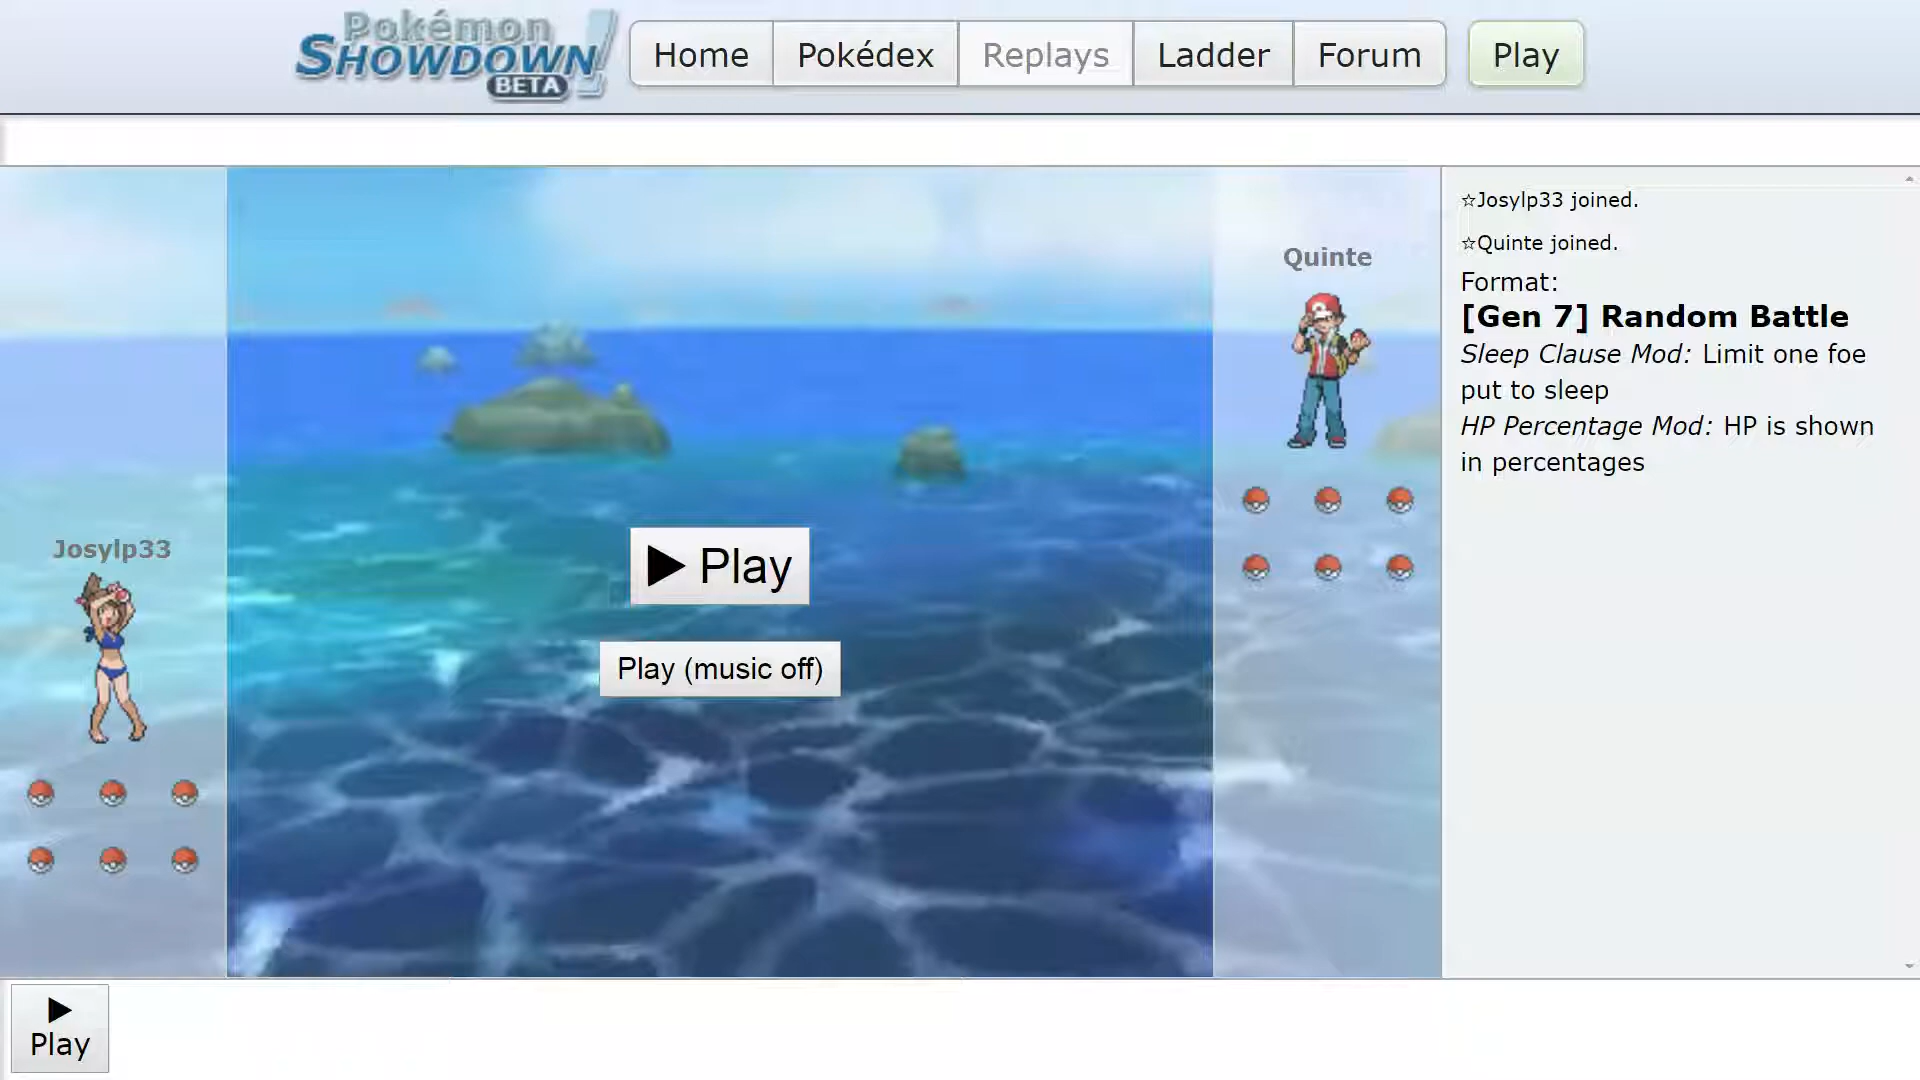 Pokémon
SHOWDOWN!
BETA
Home
Pokédex
Replays
Ladder
Forum
Play
Josylp33
Quinte
▶ Play
Play (music off)
☆Josylp33 joined.
☆Quinte joined.
Format:
[Gen 7] Random Battle
Sleep Clause Mod: Limit one foe
put to sleep
HP Percentage Mod: HP is shown
in percentages
▶
Play